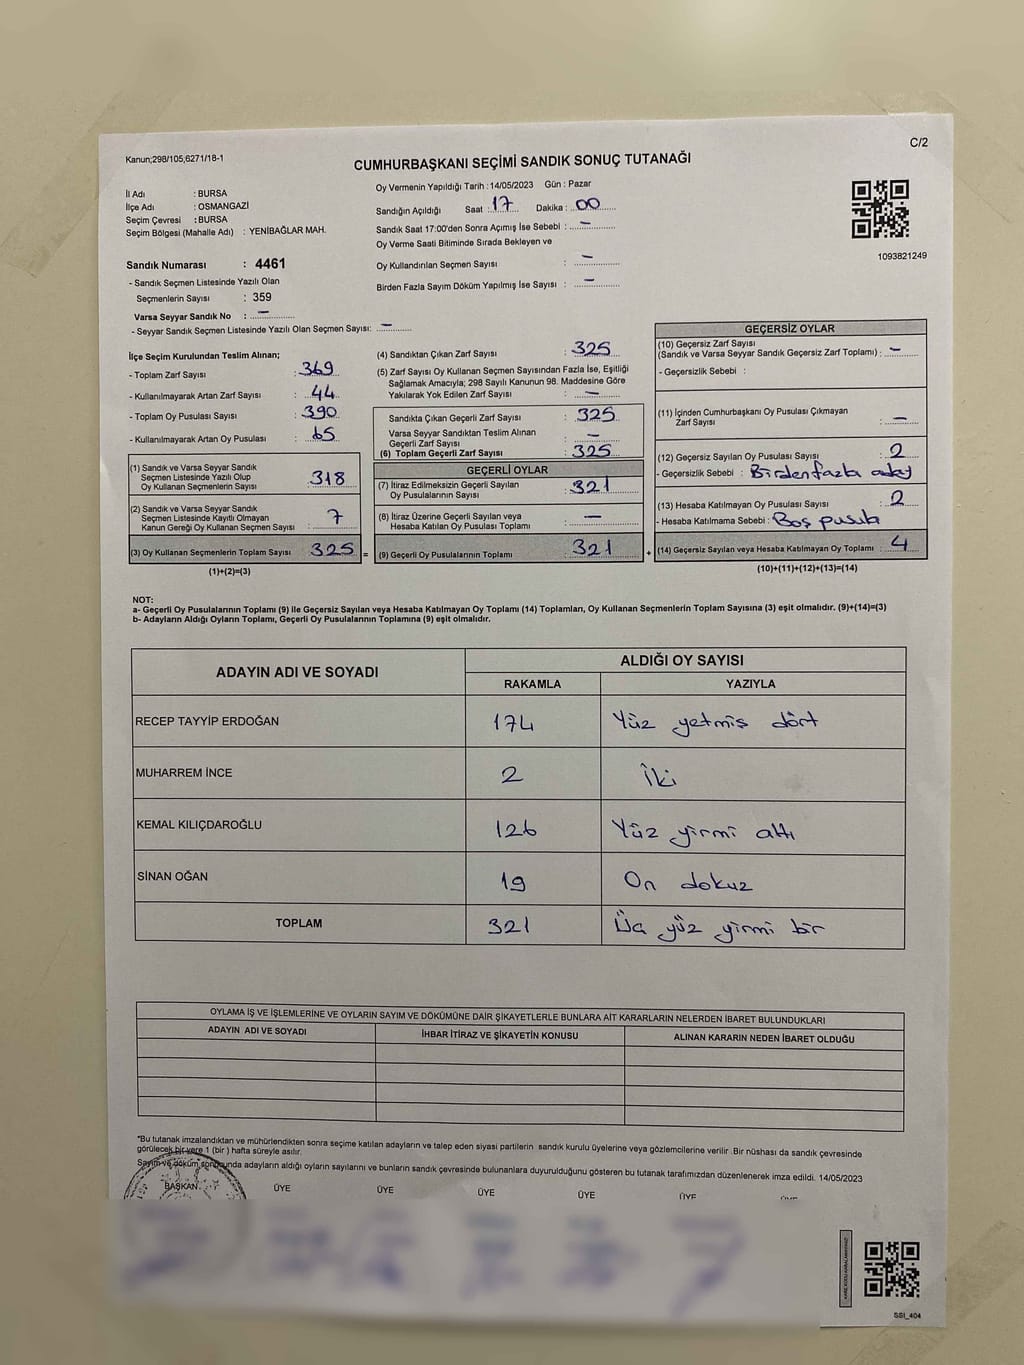 Kanun;298/105,6271/18-1
C/2
CUMHURBAŞKANI SEÇİMİ SANDIK SONUÇ TUTANAĞI
İl Adı : BURSA
İlçe Adı : OSMANGAZİ
Seçim Çevresi : BURSA
Seçim Bölgesi (Mahalle Adı) : YENİBAĞLAR MAH.
Sandık Numarası : 4461
- Sandık Seçmen Listesinde Yazılı Olan
Seçmenlerin Sayısı : 359
Varsa Seyyar Sandık No : —
- Seyyar Sandık Seçmen Listesinde Yazılı Olan Seçmen Sayısı: —
Oy Vermenin Yapıldığı Tarih : 14/05/2023 Gün : Pazar
Sandığın Açıldığı Saat : 17 Dakika : 00
Sandık Saat 17:00'den Sonra Açımış İse Sebebi : —
Oy Verme Saati Bitiminde Sırada Bekleyen ve
Oy Kullandırılan Seçmen Sayısı : —
Birden Fazla Sayım Döküm Yapılmış İse Sayısı : —
1093821249
İlçe Seçim Kurulundan Teslim Alınan;
- Toplam Zarf Sayısı : 369
- Kullanılmayarak Artan Zarf Sayısı : 44
- Toplam Oy Pusulası Sayısı : 390
- Kullanılmayarak Artan Oy Pusulası : 65
(1) Sandık ve Varsa Seyyar Sandık
Seçmen Listesinde Yazılı Olup
Oy Kullanan Seçmenlerin Sayısı : 318
(2) Sandık ve Varsa Seyyar Sandık
Seçmen Listesinde Kayıtlı Olmayan
Kanun Gereği Oy Kullanan Seçmen Sayısı : 7
(3) Oy Kullanan Seçmenlerin Toplam Sayısı : 325 =
(1)+(2)=(3)
(4) Sandıktan Çıkan Zarf Sayısı : 325
(5) Zarf Sayısı Oy Kullanan Seçmen Sayısından Fazla İse, Eşitliği
Sağlamak Amacıyla; 298 Sayılı Kanunun 98. Maddesine Göre
Yakılarak Yok Edilen Zarf Sayısı : —
Sandıkta Çıkan Geçerli Zarf Sayısı : 325
Varsa Seyyar Sandıktan Teslim Alınan
Geçerli Zarf Sayısı : —
(6) Toplam Geçerli Zarf Sayısı : 325
GEÇERLİ OYLAR
(7) İtiraz Edilmeksizin Geçerli Sayılan
Oy Pusulalarının Sayısı : 321
(8) İtiraz Üzerine Geçerli Sayılan veya
Hesaba Katılan Oy Pusulası Toplamı : —
(9) Geçerli Oy Pusulalarının Toplamı : 321 +
GEÇERSİZ OYLAR
(10) Geçersiz Zarf Sayısı
(Sandık ve Varsa Seyyar Sandık Geçersiz Zarf Toplamı) : —
- Geçersizlik Sebebi :
(11) İçinden Cumhurbaşkanı Oy Pusulası Çıkmayan
Zarf Sayısı : —
(12) Geçersiz Sayılan Oy Pusulası Sayısı : 2
- Geçersizlik Sebebi : Birden fazla aday
(13) Hesaba Katılmayan Oy Pusulası Sayısı : 2
- Hesaba Katılmama Sebebi : Boş pusula
(14) Geçersiz Sayılan veya Hesaba Katılmayan Oy Toplamı : 4
(10)+(11)+(12)+(13)=(14)
NOT:
a- Geçerli Oy Pusulalarının Toplamı (9) ile Geçersiz Sayılan veya Hesaba Katılmayan Oy Toplamı (14) Toplamları, Oy Kullanan Seçmenlerin Toplam Sayısına (3) eşit olmalıdır. (9)+(14)=(3)
b- Adayların Aldığı Oyların Toplamı, Geçerli Oy Pusulalarının Toplamına (9) eşit olmalıdır.
ADAYIN ADI VE SOYADI ALDIĞI OY SAYISI
RAKAMLA YAZIYLA
RECEP TAYYİP ERDOĞAN 174 Yüz yetmiş dört
MUHARREM İNCE 2 İki
KEMAL KILIÇDAROĞLU 126 Yüz yirmi altı
SİNAN OĞAN 19 On dokuz
TOPLAM 321 Üç yüz yirmi bir
OYLAMA İŞ VE İŞLEMLERİNE VE OYLARIN SAYIM VE DÖKÜMÜNE DAİR ŞİKAYETLERLE BUNLARA AİT KARARLARIN NELERDEN İBARET BULUNDUKLARI
ADAYIN ADI VE SOYADI İHBAR İTİRAZ VE ŞİKAYETİN KONUSU ALINAN KARARIN NEDEN İBARET OLDUĞU
"Bu tutanak imzalandıktan ve mühürlendikten sonra seçime katılan adayların ve talep eden siyasi partilerin sandık kurulu üyelerine veya gözlemcilerine verilir .Bir nüshası da sandık çevresinde
görülecek bir yere 1 (bir ) hafta süreyle asılır.
Sayım ve döküm sonucunda adayların aldığı oyların sayılarını ve bunların sandık çevresinde bulunanlara duyurulduğunu gösteren bu tutanak tarafımızdan düzenlenerek imza edildi. 14/05/2023
BAŞKAN ÜYE ÜYE ÜYE ÜYE ÜYE
SSI_404